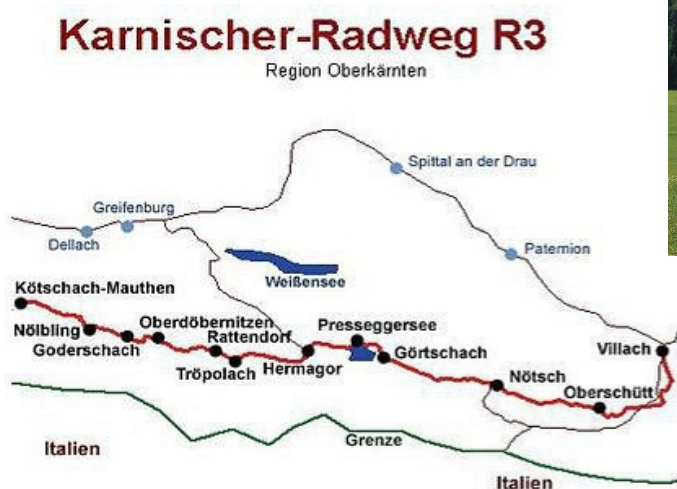 Karnischer-Radweg R3
Region Oberkärnten
Spittal an der Drau
Greifenburg
Dellach
Paternion
Weißensee
Kötschach-Mauthen
Nölbling
Goderschach
Oberdöbernitzen
Rattendorf
Tröpolach
Hermagor
Presseggersee
Görtschach
Villach
Nötsch
Oberschütt
Grenze
Italien
Italien